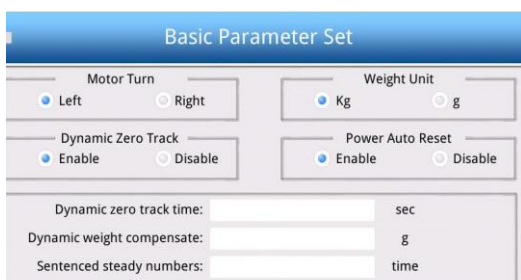 Basic Parameter Set
Motor Turn
Weight Unit
Left Right
Kg g
Dynamic Zero Track
Power Auto Reset
Enable Disable
Enable Disable
Dynamic zero track time: sec
Dynamic weight compensate: g
Sentenced steady numbers: time